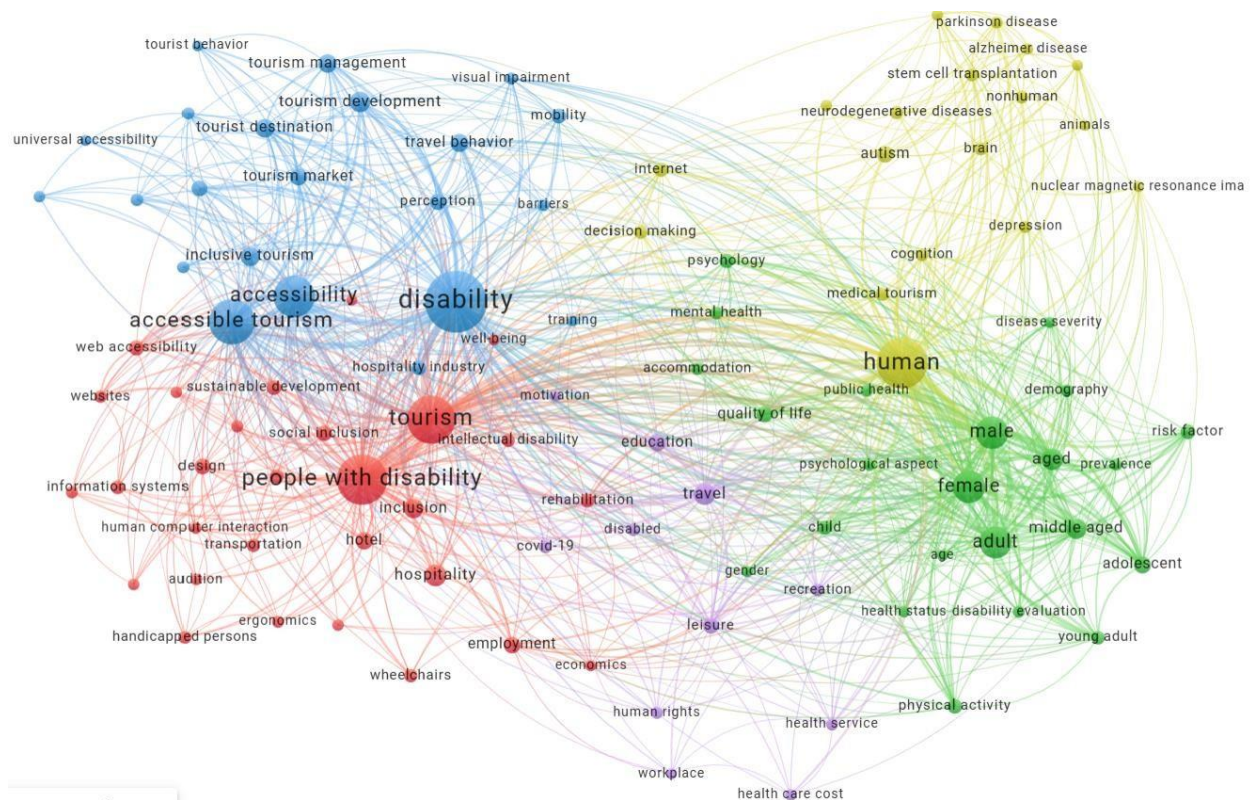 parkinson disease
tourist behavior
alzheimer disease
tourism management
stem cell transplantation
visual impairment
nonhuman
tourism development
neurodegenerative diseases
mobility
tourist destination
animals
universal accessibility
travel behavior
autism
brain
internet
tourism market
nuclear magnetic resonance ima
perception
barriers
depression
decision making
inclusive tourism
cognition
psychology
accessibility
disability
medical tourism
mental health
accessible tourism
training
disease severity
well-being
web accessibility
human
hospitality industry
accommodation
sustainable development
public health
demography
websites
motivation
tourism
quality of life
social inclusion
male
risk factor
intellectual disability
education
aged
design
psychological aspect
prevalence
people with disability
information systems
female
travel
rehabilitation
inclusion
human computer interaction
disabled
child
middle aged
hotel
transportation
covid-19
adult
age
adolescent
audition
hospitality
gender
recreation
health status
disability evaluation
ergonomics
leisure
handicapped persons
young adult
employment
economics
wheelchairs
physical activity
human rights
health service
workplace
health care cost